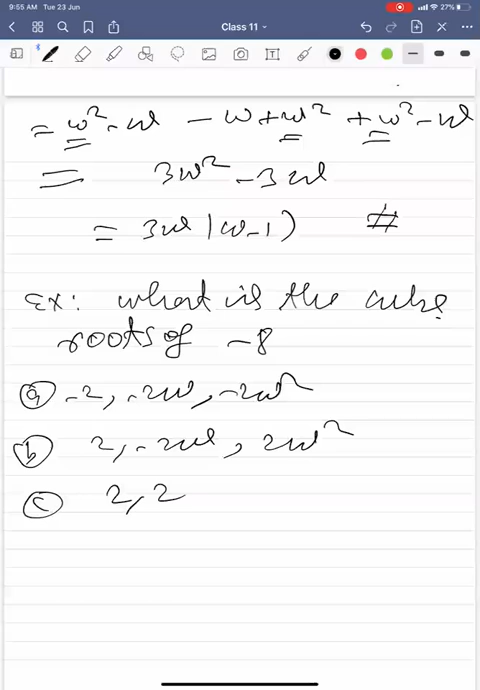 9:55 AM Tue 23 Jun 27%
Class 11
= ω² - ω - ω + ω² + ω² - ω
= 3ω² - 3ω
= 3ω(ω-1) #
Ex: what is the cube
roots of -8
(a) -2, -2ω, -2ω²
(b) 2, -2ω, 2ω²
(c) 2, 2